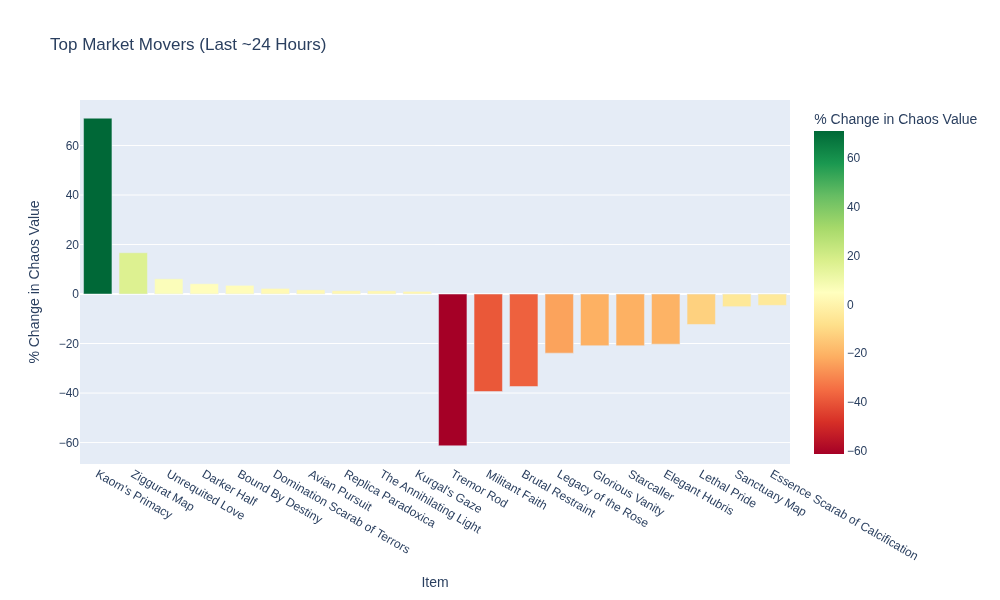 Top Market Movers (Last ~24 Hours)
% Change in Chaos Value
60
40
20
0
−20
−40
−60
Kaom's Primacy
Ziggurat Map
Unrequited Love
Darker Half
Bound By Destiny
Domination Scarab of Terrors
Avian Pursuit
Replica Paradoxica
The Annihilating Light
Kurgal's Gaze
Tremor Rod
Militant Faith
Brutal Restraint
Legacy of the Rose
Glorious Vanity
Starcaller
Elegant Hubris
Lethal Pride
Sanctuary Map
Essence Scarab of Calcification
Item
% Change in Chaos Value
60
40
20
0
−20
−40
−60